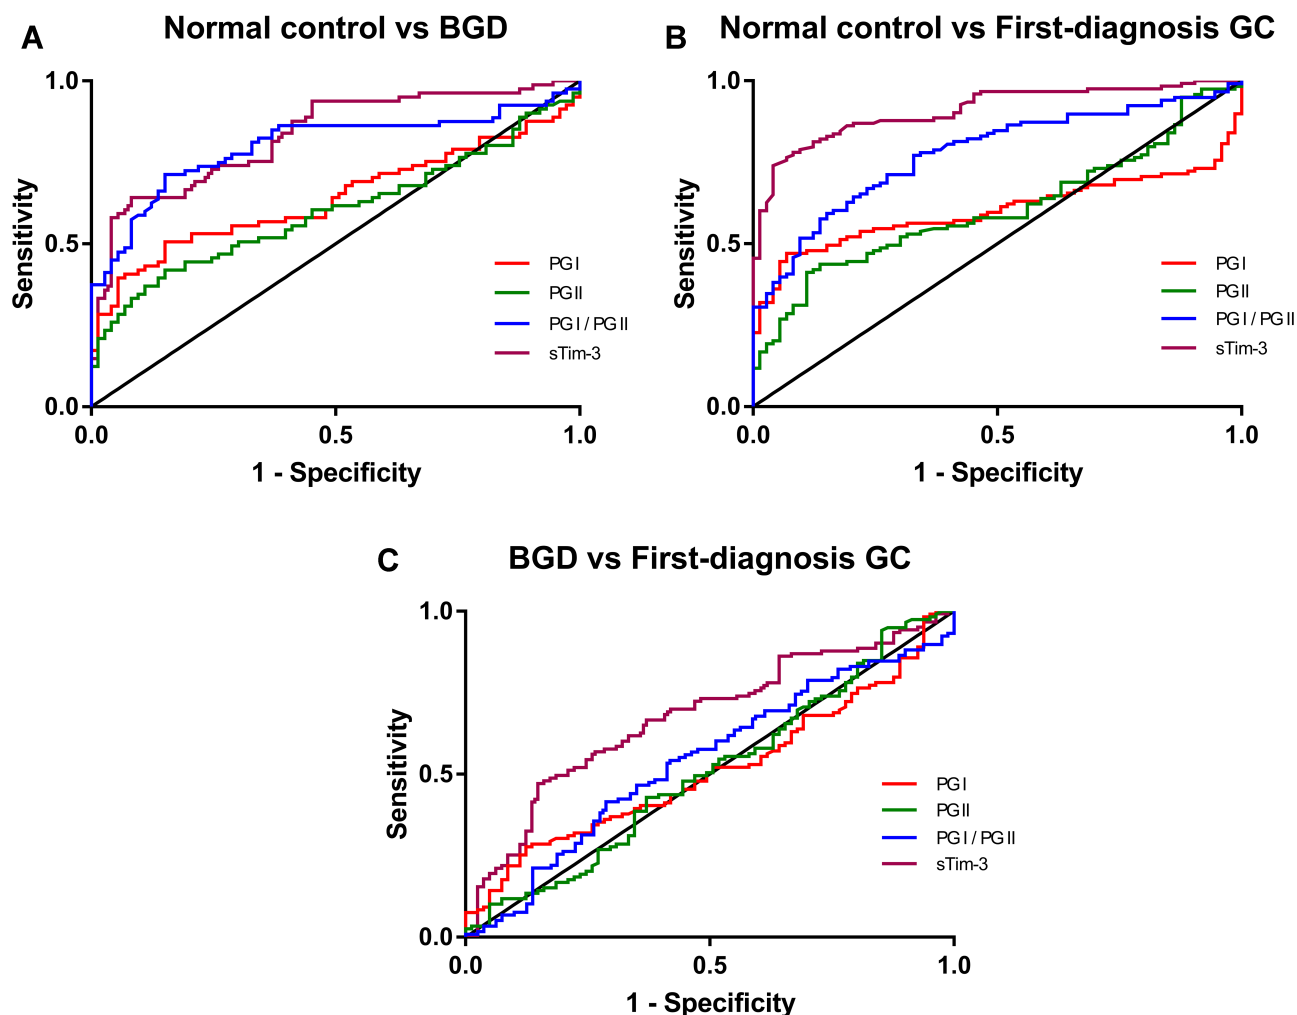 A
Normal control vs BGD
1.0
0.5
0.0
Sensitivity
PG I
PG II
PG I / PG II
sTim-3
0.0
0.5
1.0
1 - Specificity
B
Normal control vs First-diagnosis GC
1.0
0.5
0.0
Sensitivity
PG I
PG II
PG I / PG II
sTim-3
0.0
0.5
1.0
1 - Specificity
C
BGD vs First-diagnosis GC
1.0
0.5
0.0
Sensitivity
PG I
PG II
PG I / PG II
sTim-3
0.0
0.5
1.0
1 - Specificity